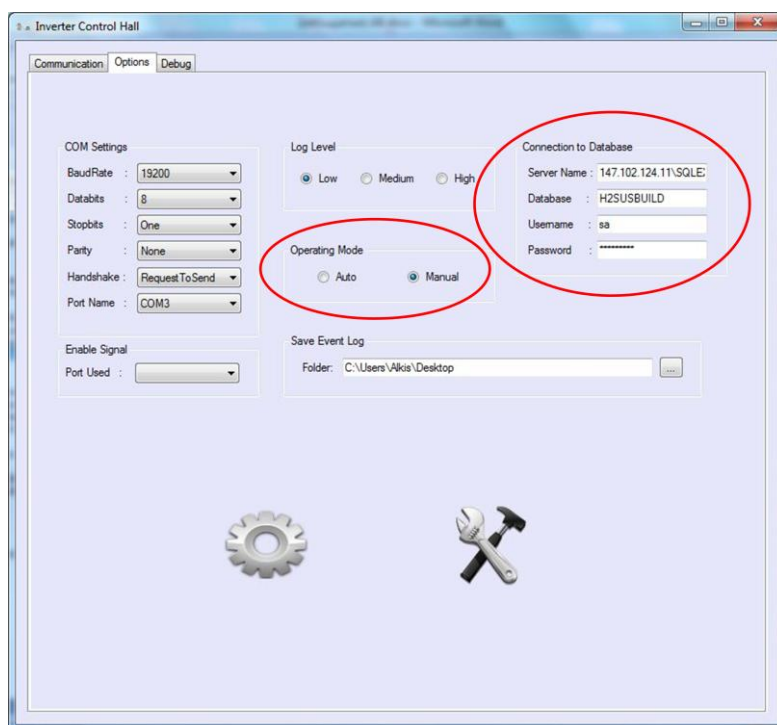 Inverter Control Hall
Communication Options Debug
COM Settings
BaudRate : 19200
Databits : 8
Stopbits : One
Parity : None
Handshake : RequestToSend
Port Name : COM3
Enable Signal
Port Used :
Log Level
Low Medium High
Operating Mode
Auto Manual
Save Event Log
Folder: C:\Users\Alkis\Desktop ...
Connection to Database
Server Name : 147.102.124.11\SQLE
Database : H2SUSBUILD
Username : sa
Password : *********